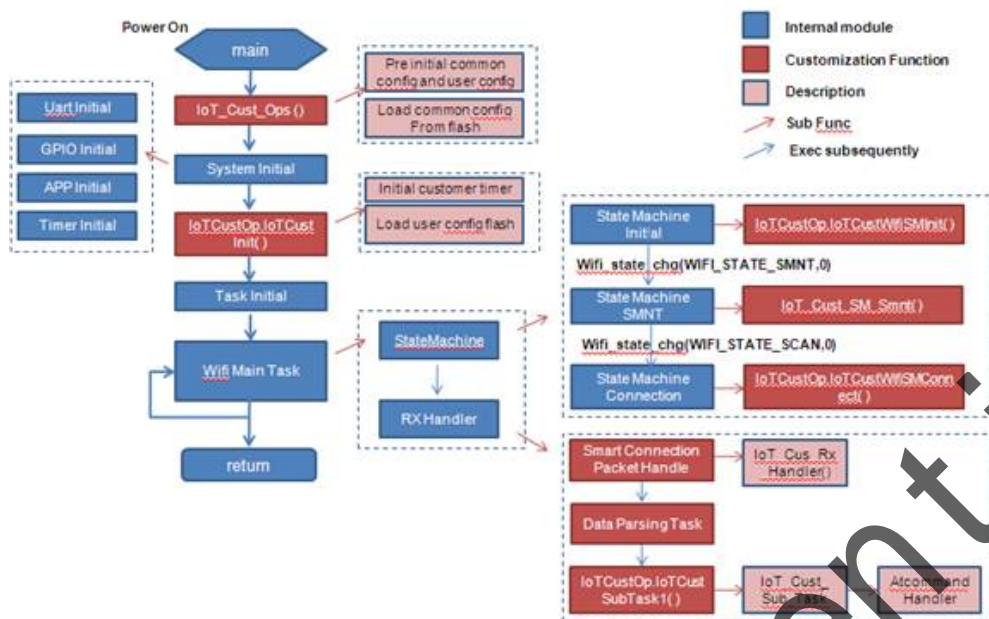 Power On
main
IoT_Cust_Ops ()
System Initial
IoTCustOp.IoTCust
Init( )
Task Initial
Wifi Main Task
return
Uart Initial
GPIO Initial
APP Initial
Timer Initial
Pre initial common
config and user config
Load common config
From flash
Initial customer timer
Load user config flash
StateMachine
RX Handler
Internal module
Customization Function
Description
Sub Func
Exec subsequently
State Machine
Initial
IoTCustOp.IoTCustWifiSMInit( )
Wifi_state_chg(WIFI_STATE_SMNT,0)
State Machine
SMNT
IoT_Cust_SM_Smnt( )
Wifi_state_chg(WIFI_STATE_SCAN,0)
State Machine
Connection
IoTCustOp.IoTCustWifiSMConn
ect( )
Smart Connection
Packet Handle
IoT_Cus_Rx
_Handler()
Data Parsing Task
IoTCustOp.IoTCust
SubTask1( )
IoT_Cust_
Sub_Task
Atcommand
Handler